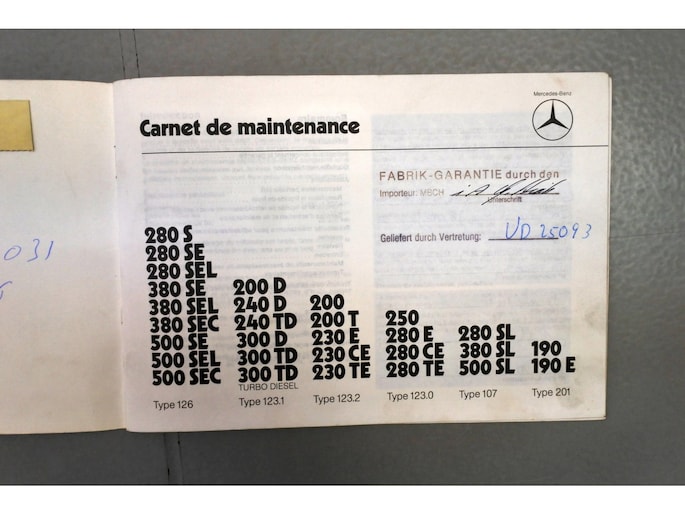 Mercedes-Benz
Carnet de maintenance
FABRIK-GARANTIE durch den
Importeur: MBCH
Unterschrift
Geliefert durch Vertretung: VD 25093
031
280 S
280 SE
280 SEL
380 SE
380 SEL
380 SEC
500 SE
500 SEL
500 SEC
Type 126
200 D
240 D
240 TD
300 D
300 TD
300 TD
TURBO DIESEL
Type 123.1
200
200 T
230 E
230 CE
230 TE
Type 123.2
250
280 E
280 CE
280 TE
Type 123.0
280 SL
380 SL
500 SL
Type 107
190
190 E
Type 201